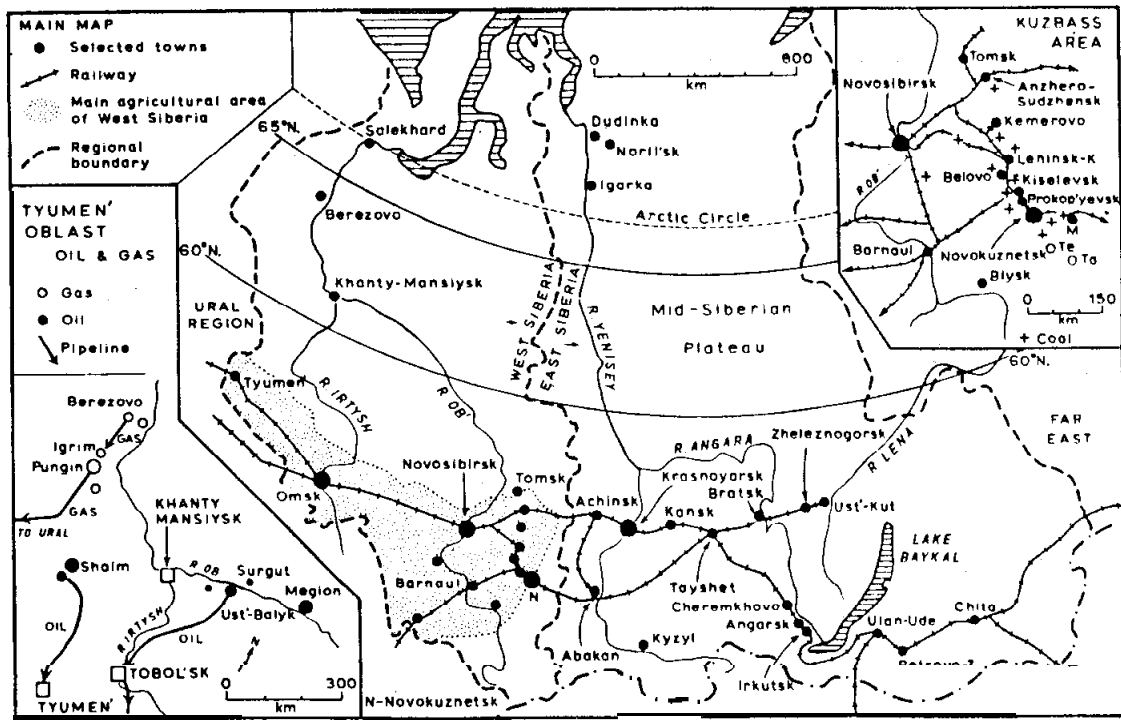 MAIN MAP
Selected towns
Railway
Main agricultural area
of West Siberia
Regional
boundary
TYUMEN'
OBLAST
OIL & GAS
Gas
Oil
Pipeline
Berezovo
GAS
Igrim
Pungin
GAS
TO URAL
KHANTY
MANSIYSK
Shaim
R OB
Surgut
Megion
Ust'-Balyk
OIL
R IRTYSH
OIL
N
TOBOL'SK
TYUMEN'
0 300
km
0 600
km
65°N.
Salekhard
Dudinka
Noril'sk
Igarka
Berezovo
Arctic Circle
60°N.
Khanty-Mansiysk
URAL
REGION
WEST SIBERIA
EAST SIBERIA
R. YENISEY
Mid-Siberian
Plateau
60°N.
Tyumen
R IRTYSH
R OB'
FAR
EAST
R. ANGARA
Zheleznogorsk
R LENA
Novosibirsk
Tomsk
Krasnoyarsk
Omsk
Achinsk
Bratsk
Kansk
Ust'-Kut
LAKE
BAYKAL
Barnaul
N
Tayshet
Cheremkhovo
Angarsk
Ulan-Ude
Chita
Abakan
Kyzyl
Irkutsk
N-Novokuznetsk
KUZBASS
AREA
Tomsk
Novosibirsk
Anzhero-
Sudzhensk
Kemerovo
R OB'
Leninsk-K
Belovo
Kiselevsk
Prokop'yevsk
M
Barnaul
Novokuznetsk
Te
Ta
Biysk
0 150
km
Coal